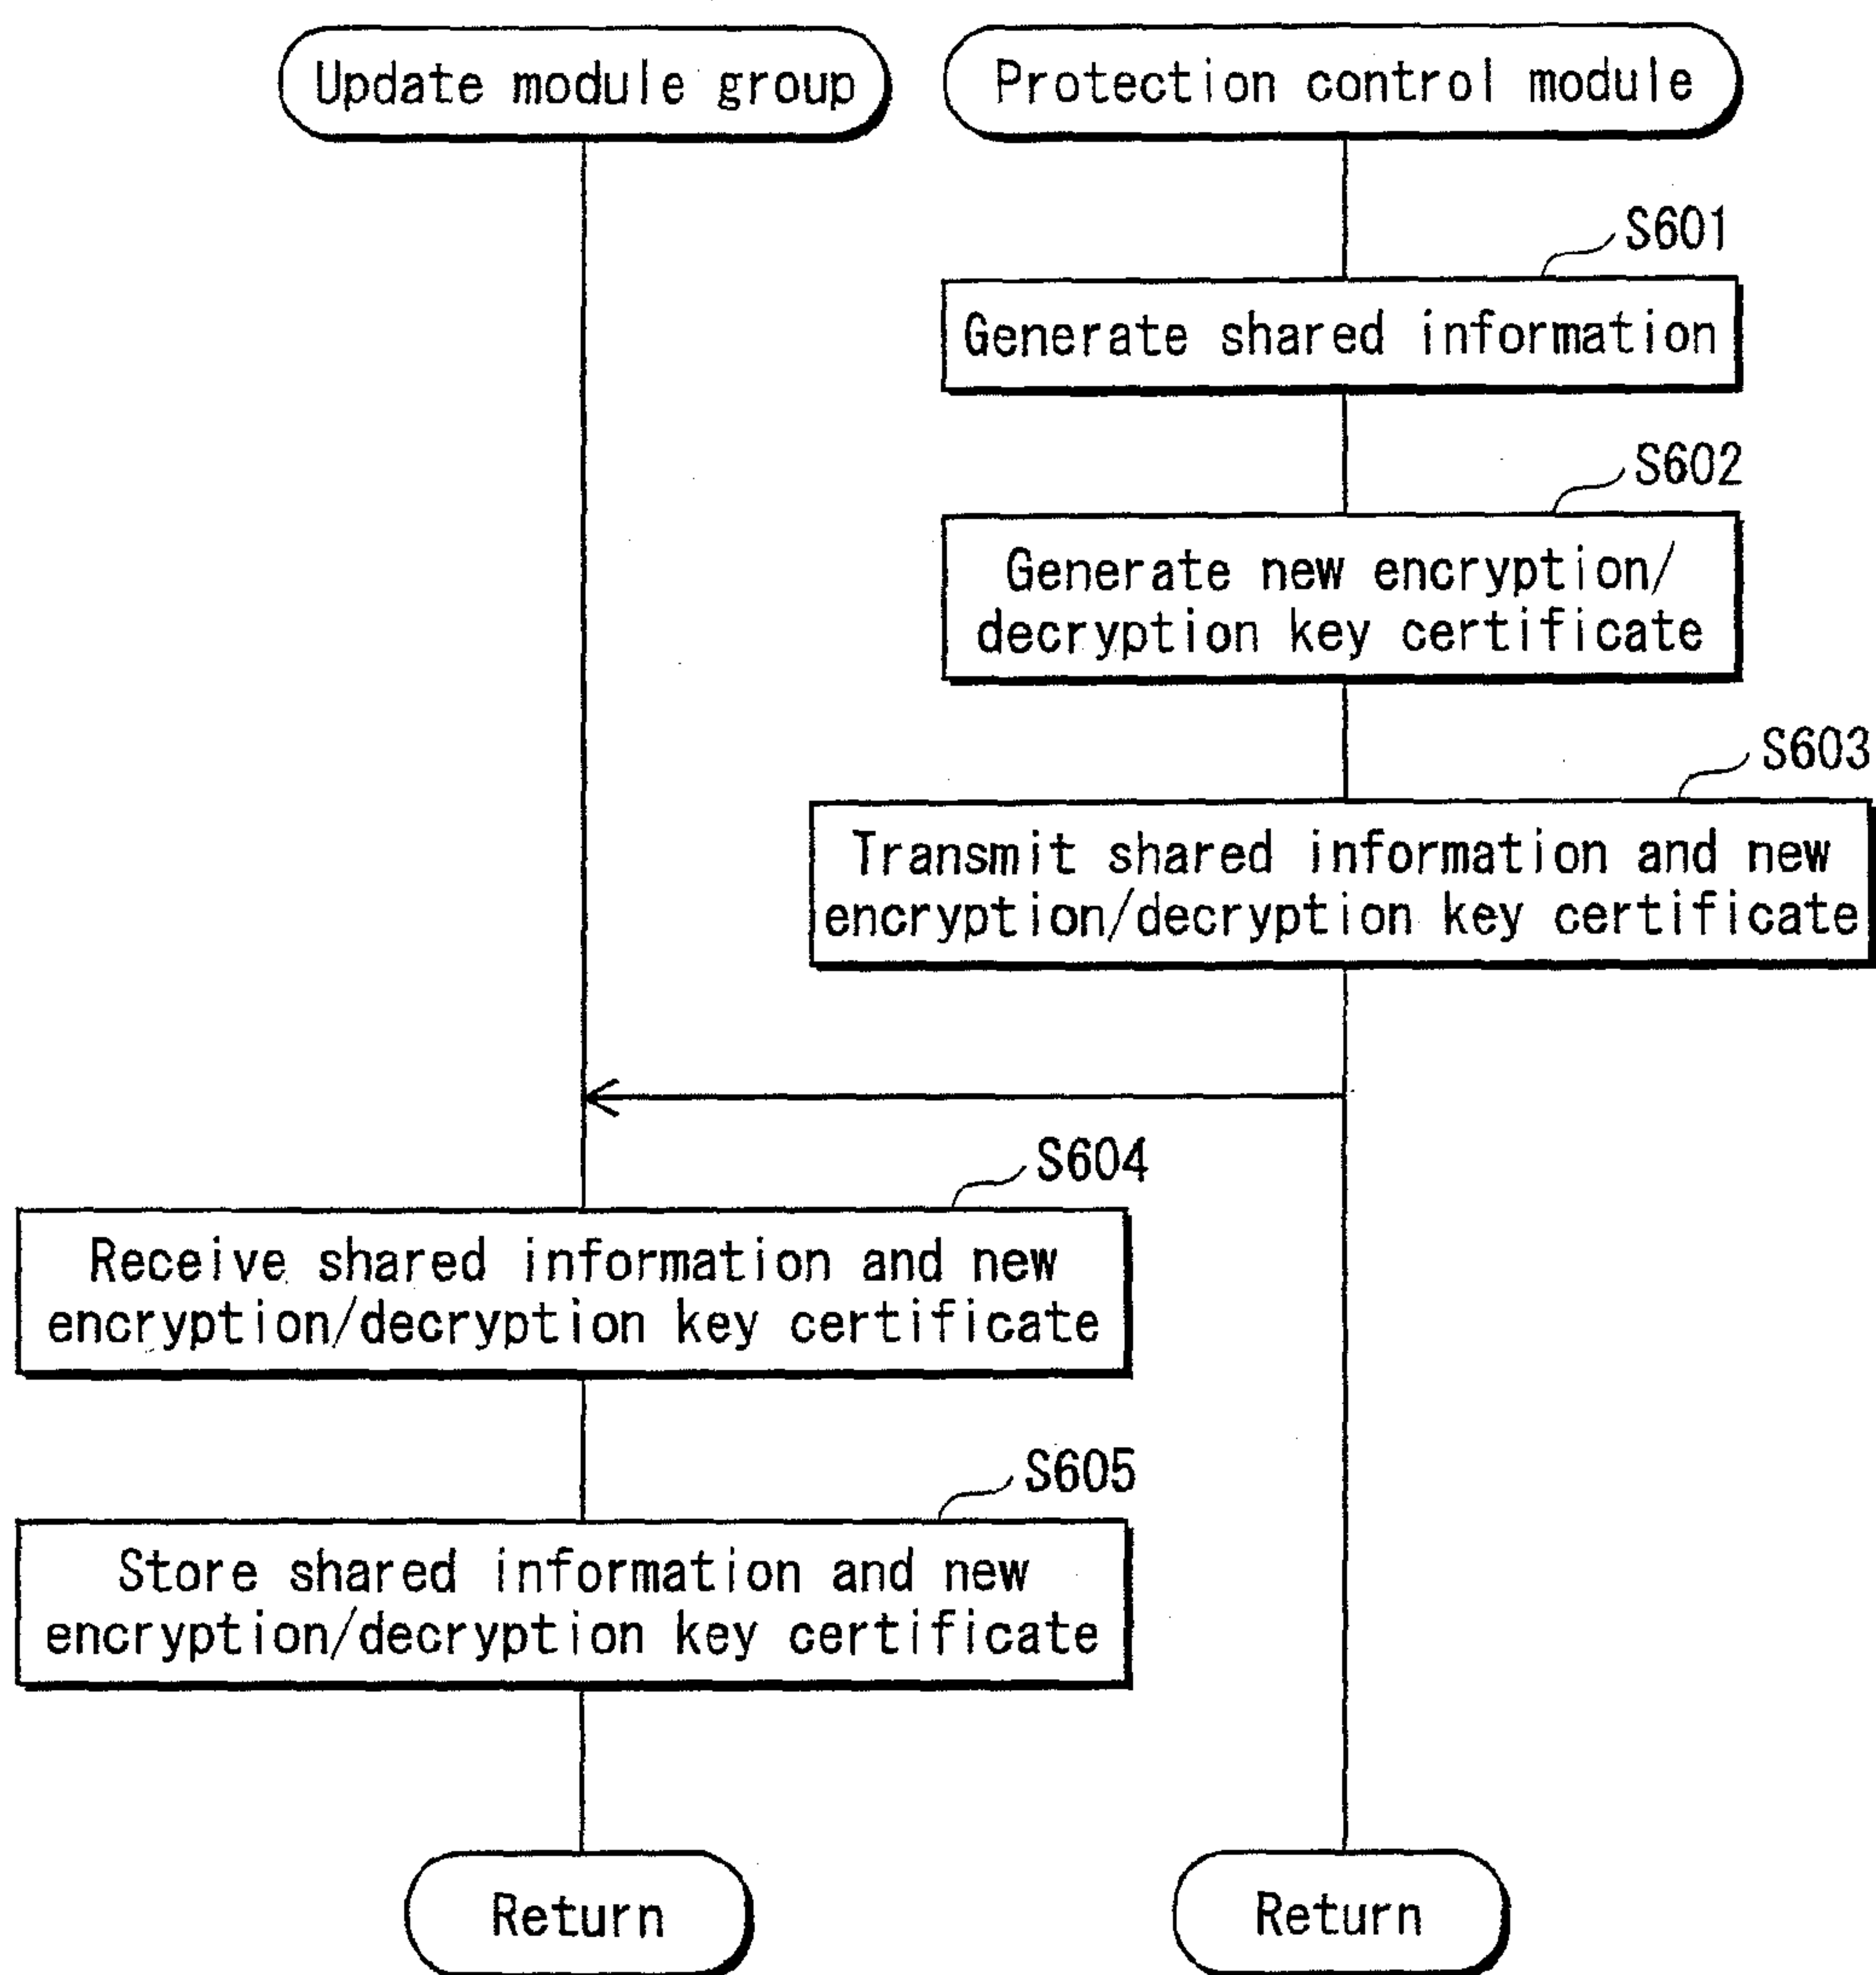 Update module group
Protection control module
S601
Generate shared information
S602
Generate new encryption/
decryption key certificate
S603
Transmit shared information and new
encryption/decryption key certificate
S604
Receive shared information and new
encryption/decryption key certificate
S605
Store shared information and new
encryption/decryption key certificate
Return
Return